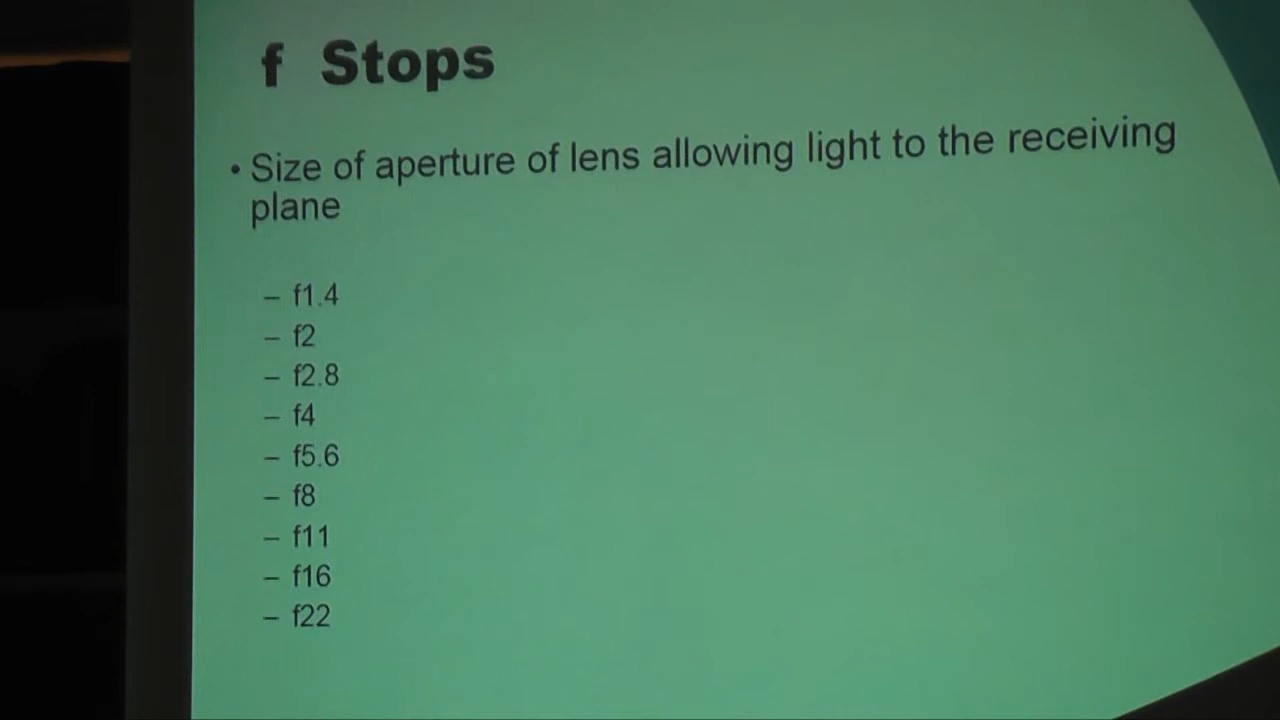 f Stops
• Size of aperture of lens allowing light to the receiving
plane
– f1.4
– f2
– f2.8
– f4
– f5.6
– f8
– f11
– f16
– f22